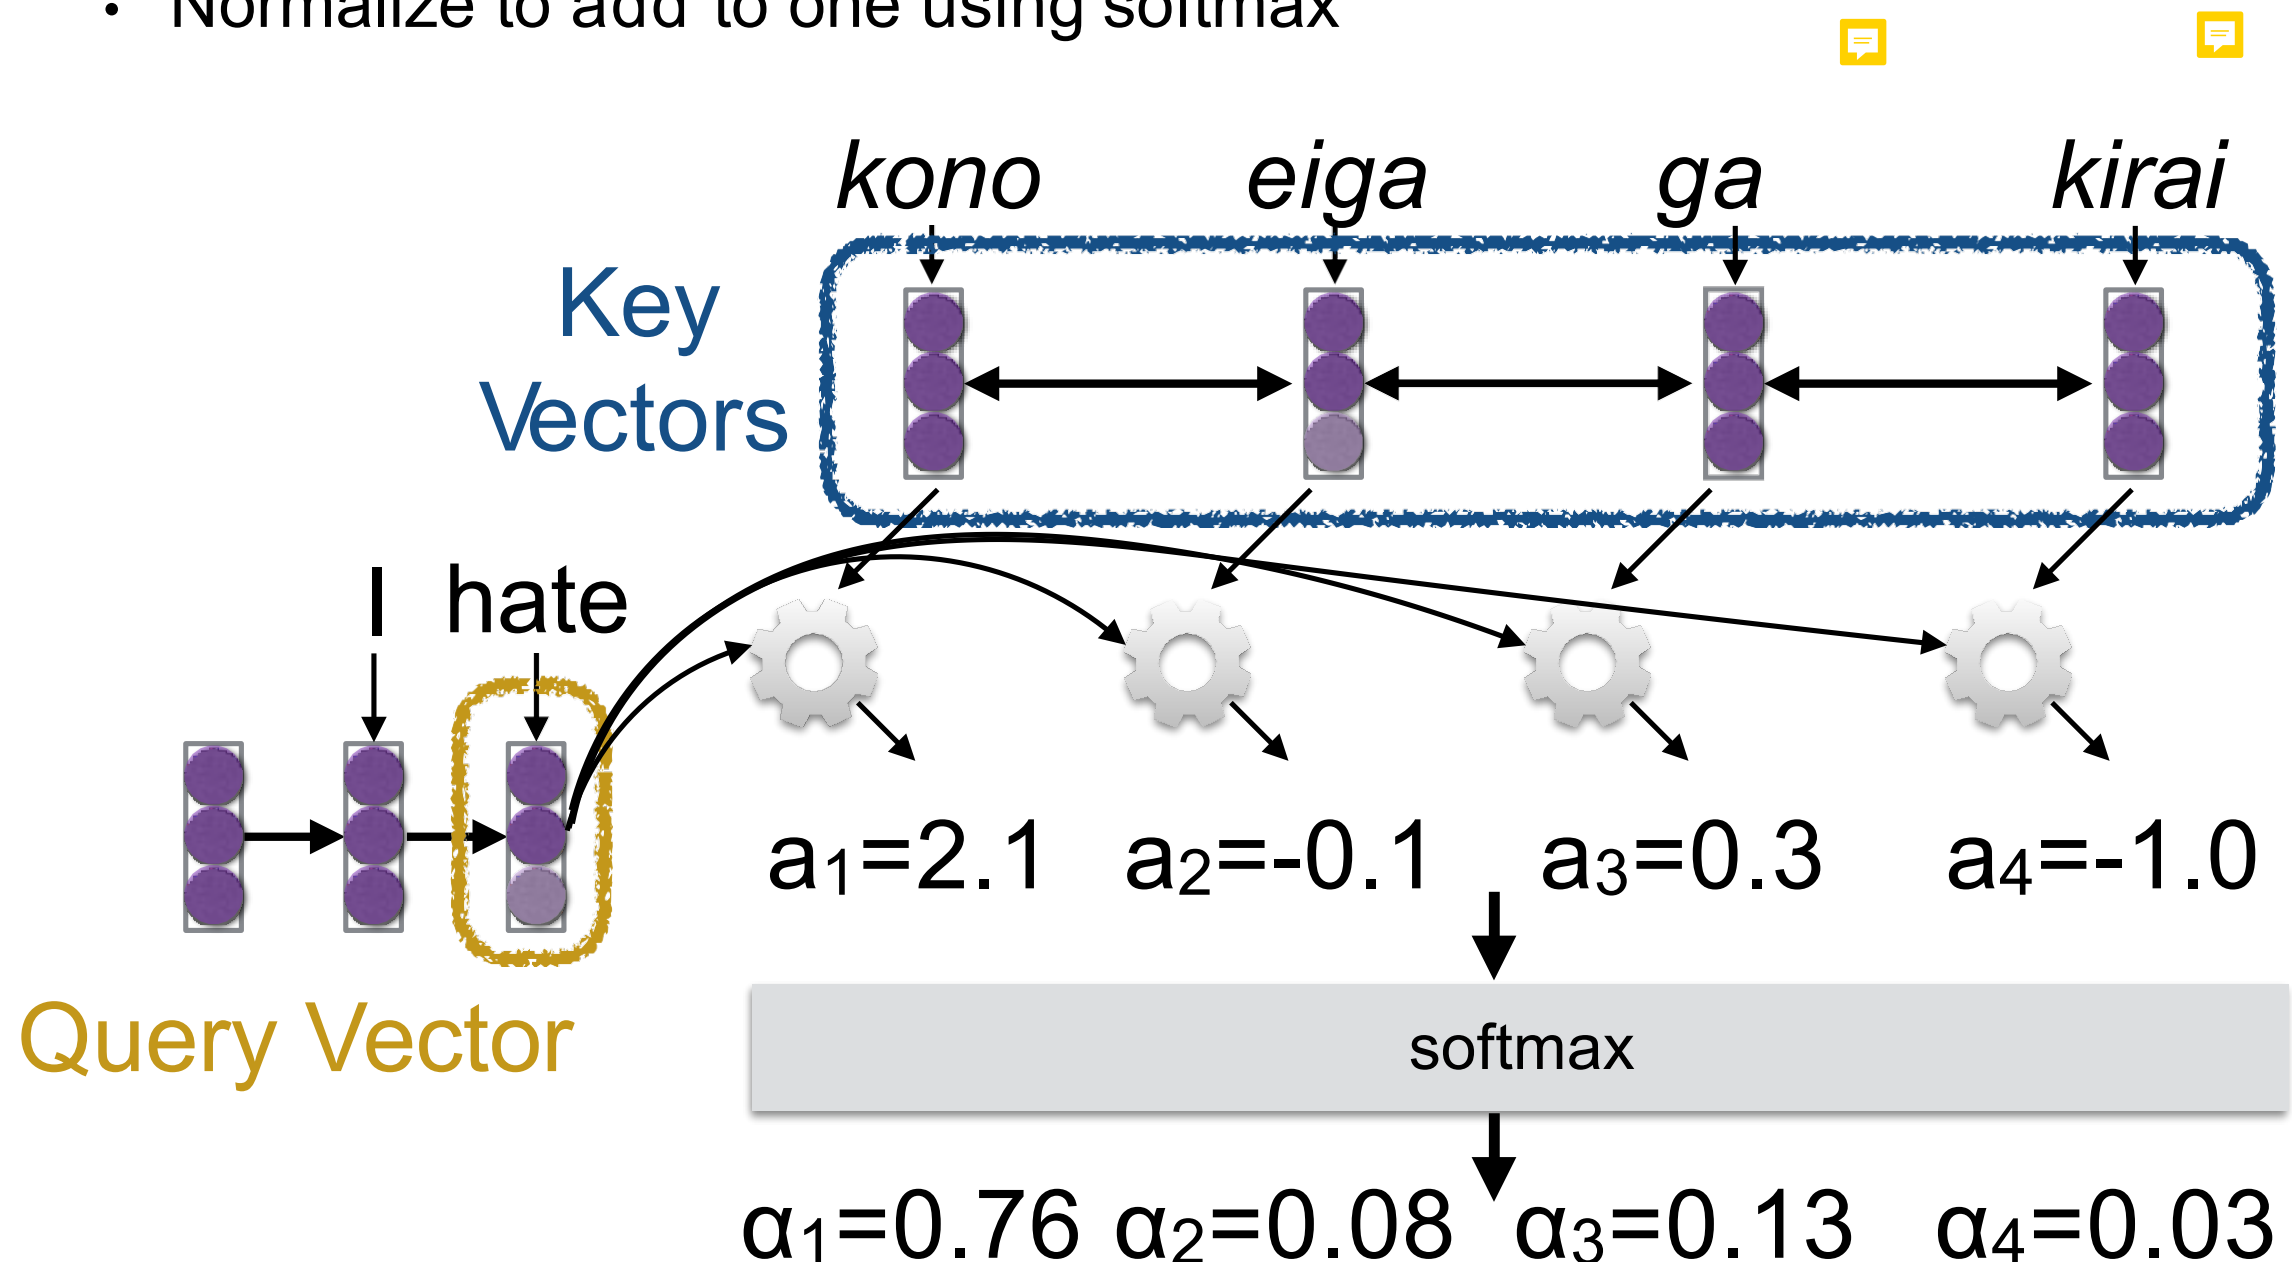 • Normalize to add to one using softmax
kono eiga ga kirai
Key
Vectors
I hate
a₁=2.1 a₂=-0.1 a₃=0.3 a₄=-1.0
Query Vector
softmax
α₁=0.76 α₂=0.08 α₃=0.13 α₄=0.03